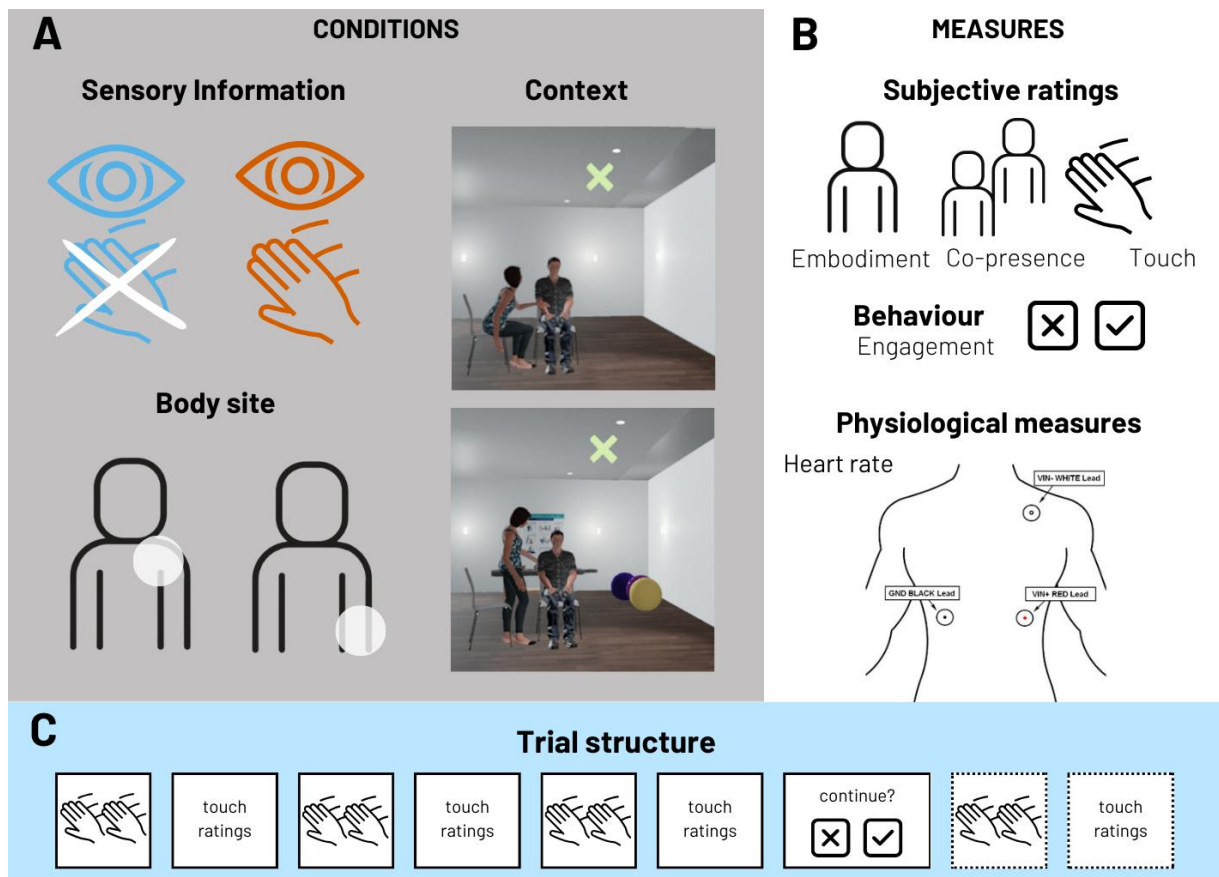 A
CONDITIONS
Sensory Information
Context
Body site
B
MEASURES
Subjective ratings
Embodiment
Co-presence
Touch
Behaviour
Engagement
Physiological measures
Heart rate
VIN- WHITE Lead
GND BLACK Lead
VIN+ RED Lead
C
Trial structure
touch
ratings
touch
ratings
touch
ratings
continue?
touch
ratings